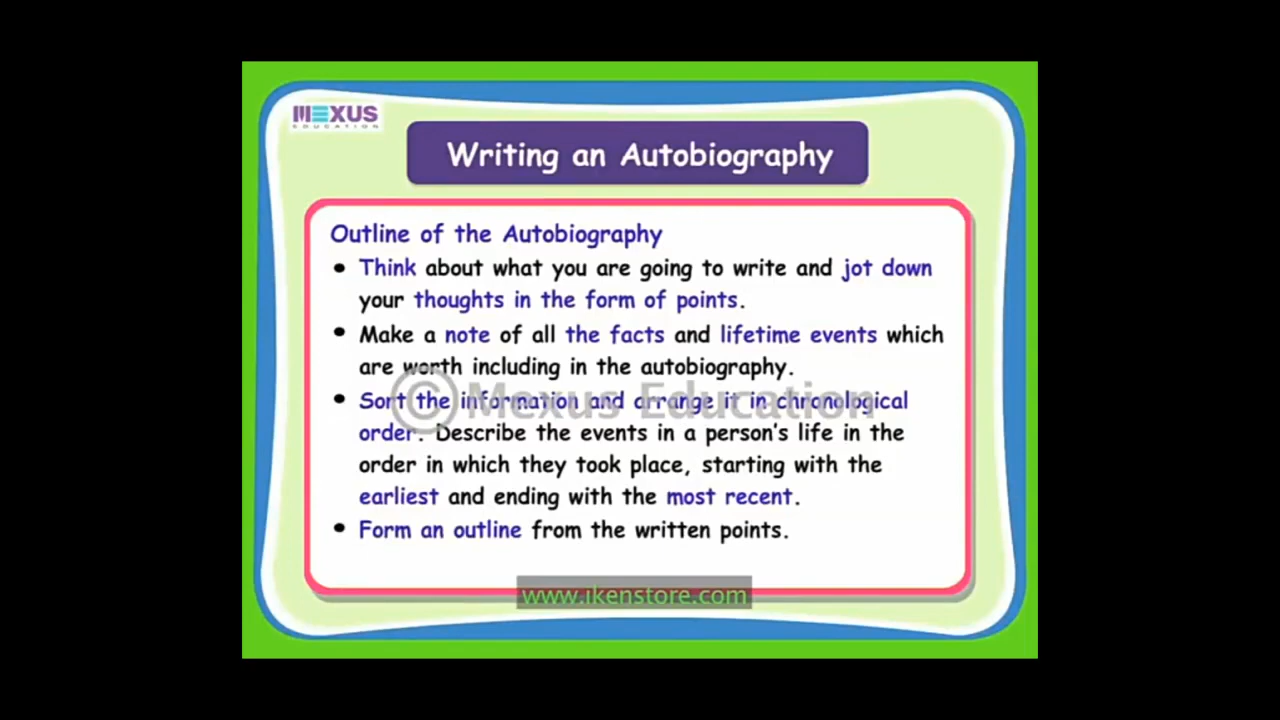 MEXUS
EDUCATION
Writing an Autobiography
Outline of the Autobiography
• Think about what you are going to write and jot down
your thoughts in the form of points.
• Make a note of all the facts and lifetime events which
are worth including in the autobiography.
• Sort the information and arrange it in chronological
order. Describe the events in a person's life in the
order in which they took place, starting with the
earliest and ending with the most recent.
• Form an outline from the written points.
© Mexus Education
www.ikenstore.com